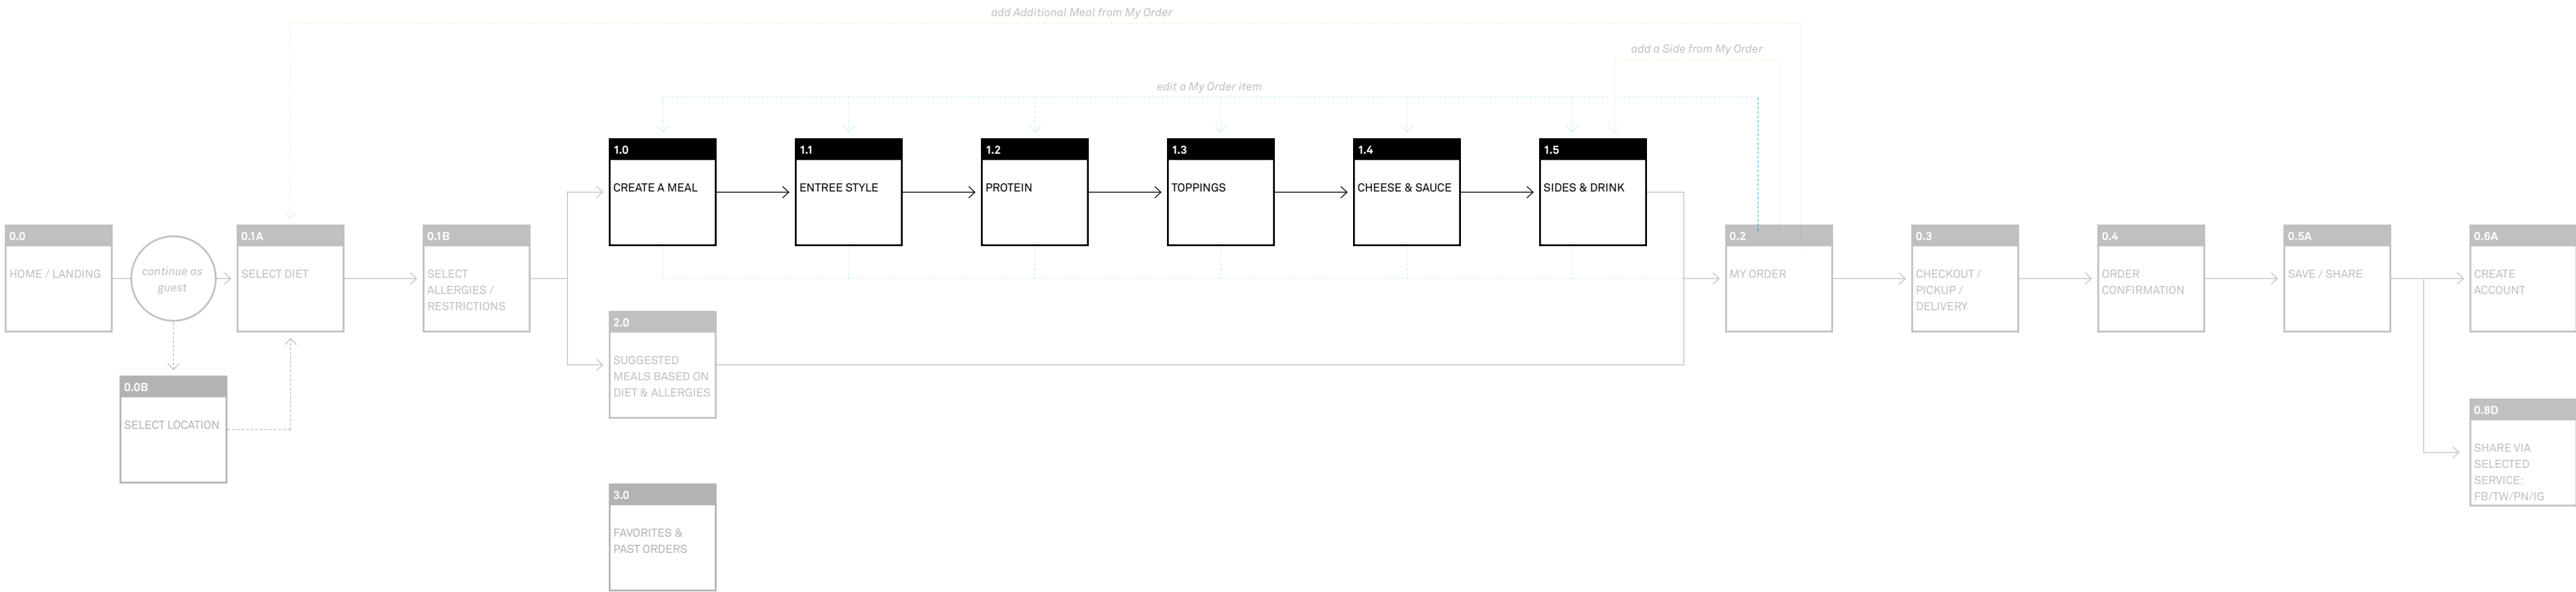 add Additional Meal from My Order
add a Side from My Order
edit a My Order item
1.0
CREATE A MEAL
1.1
ENTREE STYLE
1.2
PROTEIN
1.3
TOPPINGS
1.4
CHEESE & SAUCE
1.5
SIDES & DRINK
0.0
HOME / LANDING
continue as
guest
0.1A
SELECT DIET
0.1B
SELECT
ALLERGIES /
RESTRICTIONS
0.2
MY ORDER
0.3
CHECKOUT /
PICKUP /
DELIVERY
0.4
ORDER
CONFIRMATION
0.5A
SAVE / SHARE
0.6A
CREATE
ACCOUNT
2.0
SUGGESTED
MEALS BASED ON
DIET & ALLERGIES
0.0B
SELECT LOCATION
0.8D
SHARE VIA
SELECTED
SERVICE:
FB/TW/PN/IG
3.0
FAVORITES &
PAST ORDERS